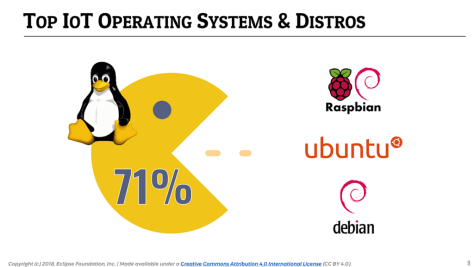 Top IoT Operating Systems & Distros
71%
Raspbian
ubuntu
debian
Copyright (c) 2018, Eclipse Foundation, Inc. | Made available under a Creative Commons Attribution 4.0 International License (CC BY 4.0).